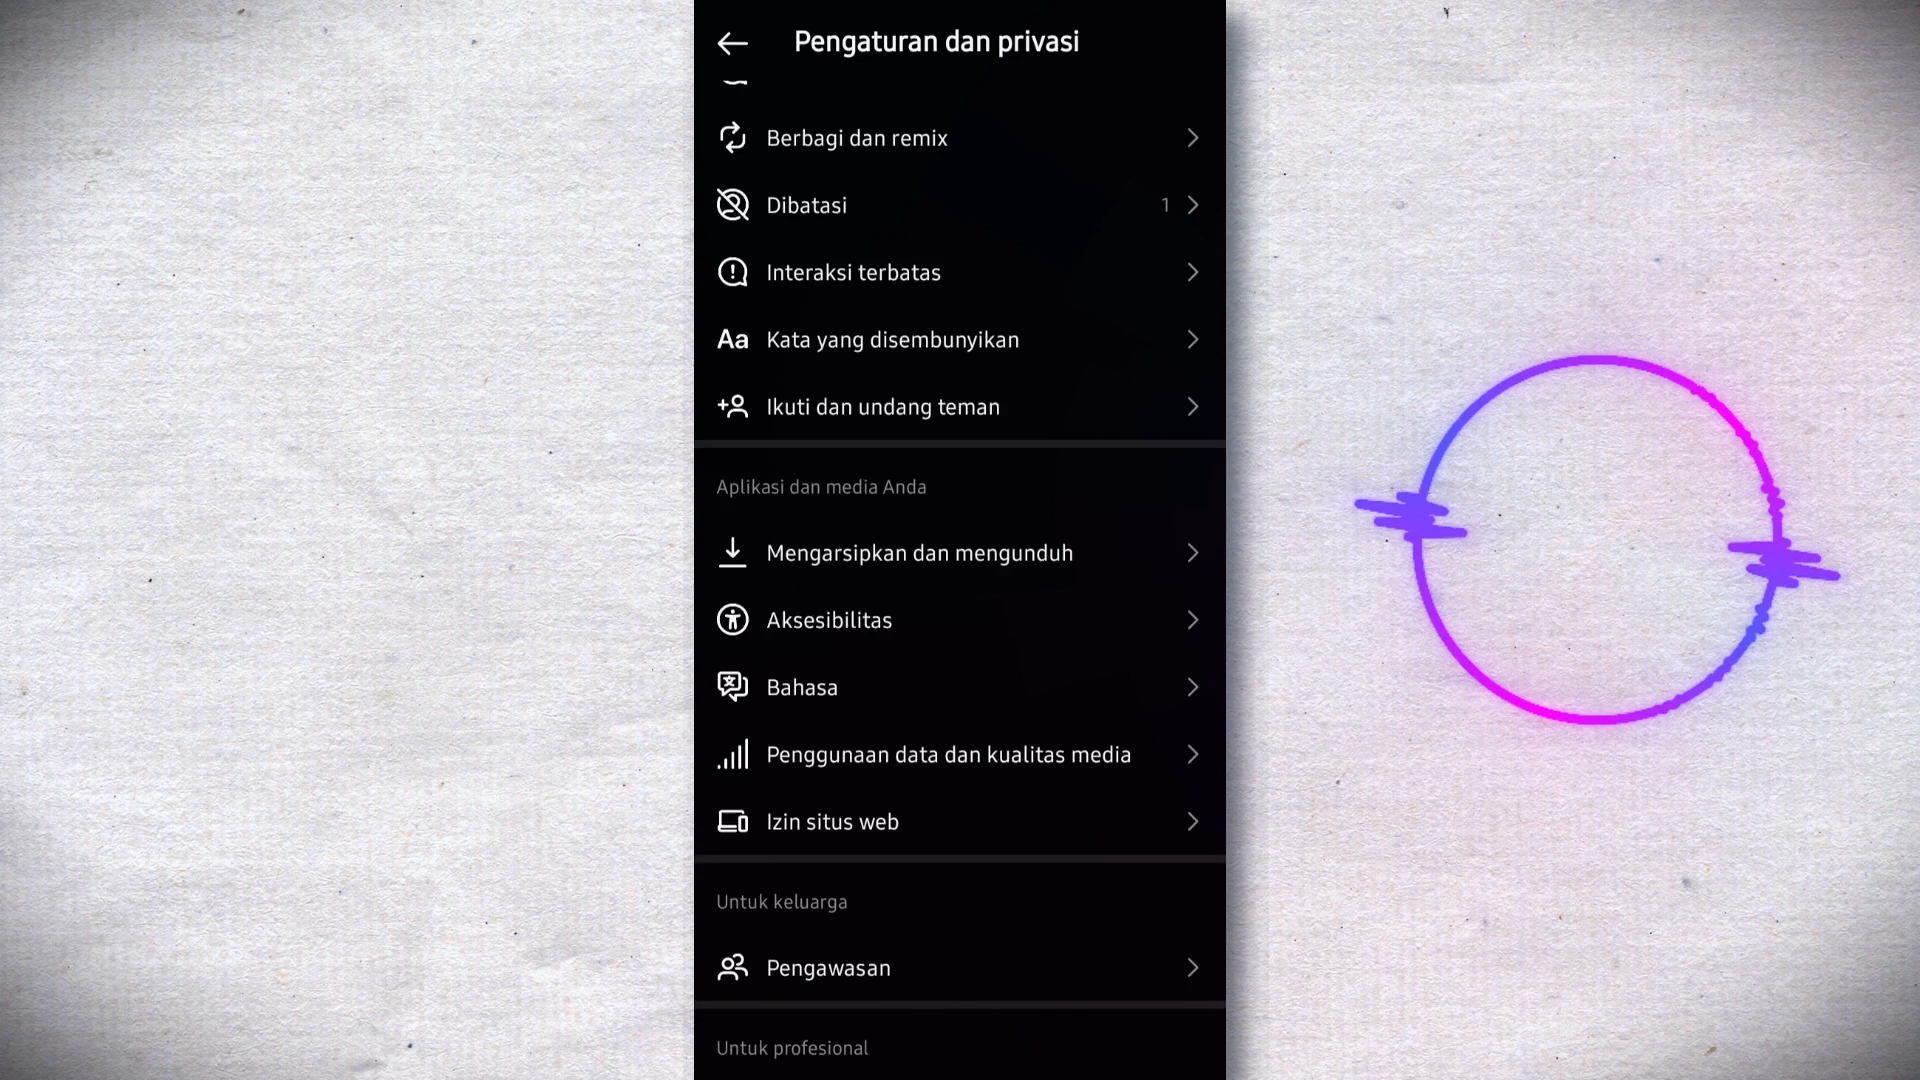 Pengaturan dan privasi
Berbagi dan remix
Dibatasi 1
Interaksi terbatas
Aa Kata yang disembunyikan
Ikuti dan undang teman
Aplikasi dan media Anda
Mengarsipkan dan mengunduh
Aksesibilitas
Bahasa
Penggunaan data dan kualitas media
Izin situs web
Untuk keluarga
Pengawasan
Untuk profesional